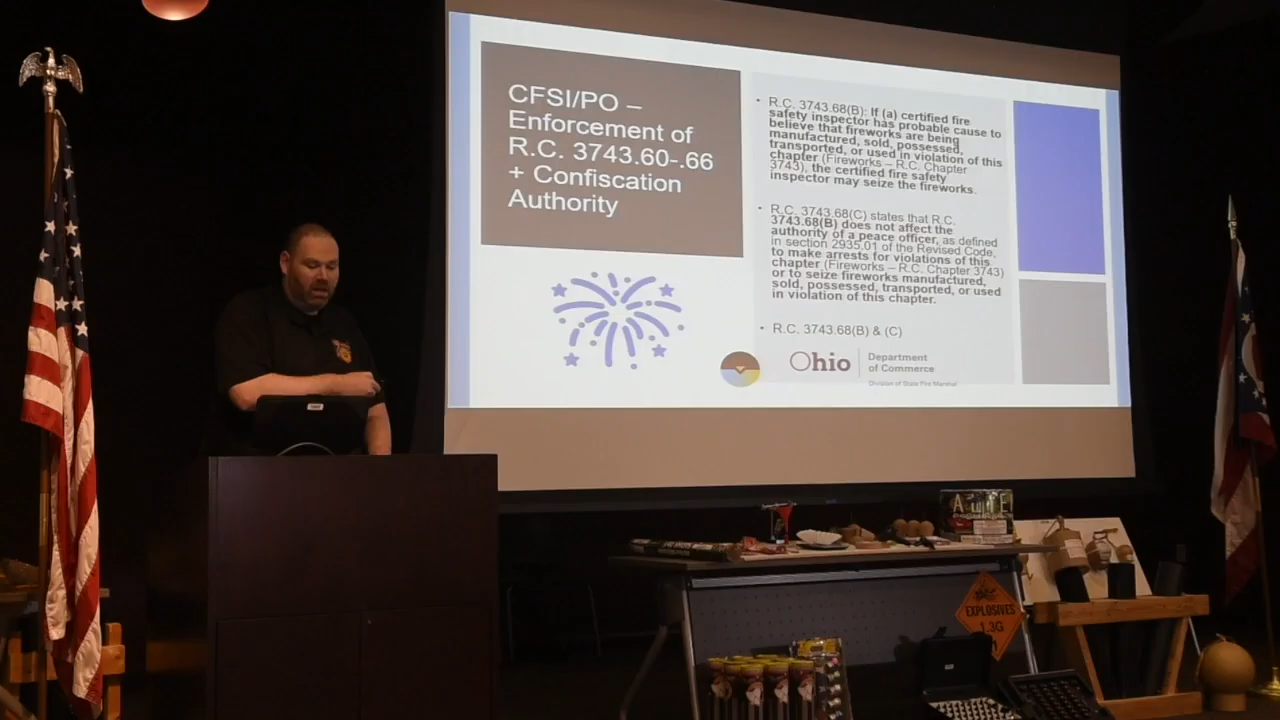 CFSI/PO –
Enforcement of
R.C. 3743.60-.66
+ Confiscation
Authority
• R.C. 3743.68(B): If (a) certified fire
safety inspector has probable cause to
believe that fireworks are being
manufactured, sold, possessed,
transported, or used in violation of this
chapter (Fireworks – R.C. Chapter
3743), the certified fire safety
inspector may seize the fireworks.
• R.C. 3743.68(C) states that R.C.
3743.68(B) does not affect the
authority of a peace officer, as defined
in section 2935.01 of the Revised Code,
to make arrests for violations of this
chapter (Fireworks – R.C. Chapter 3743)
or to seize fireworks manufactured,
sold, possessed, transported, or used
in violation of this chapter.
• R.C. 3743.68(B) & (C)
Ohio
Department
of Commerce
Division of State Fire Marshal
EXPLOSIVES
1.3G